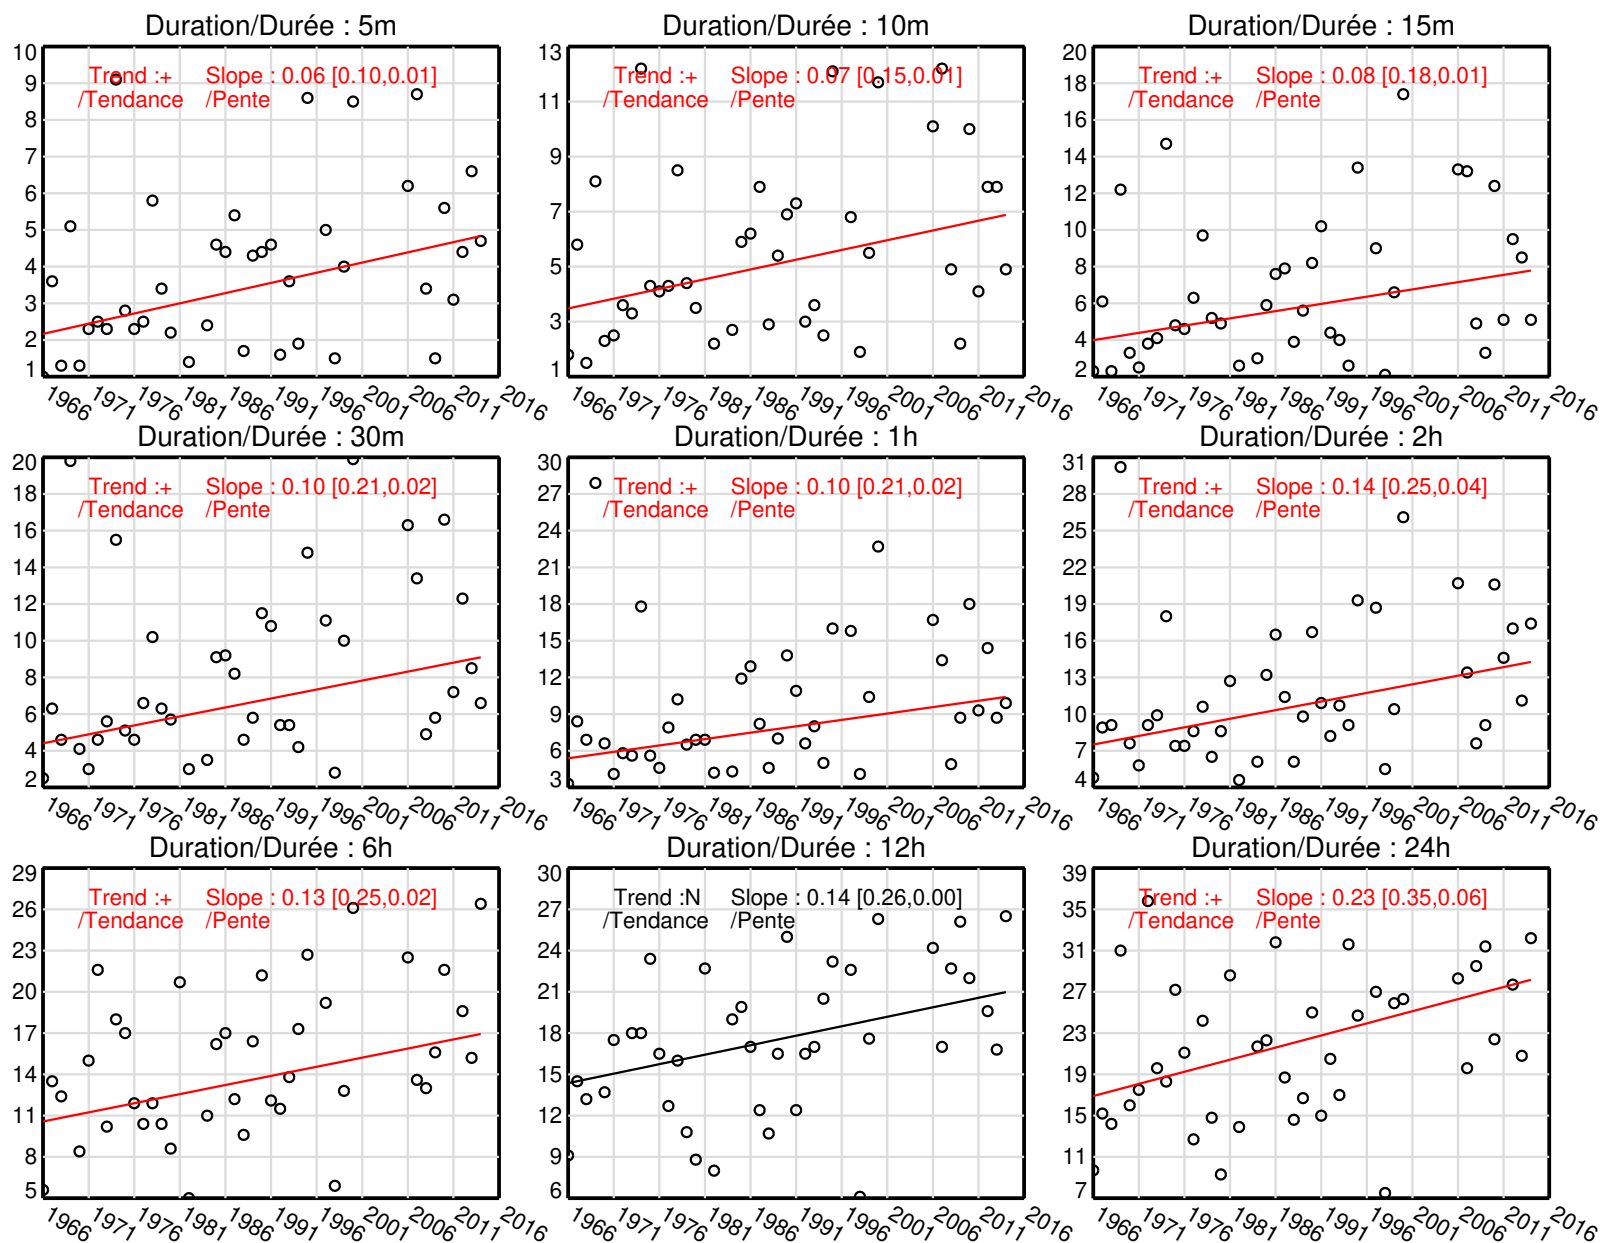 Duration/Durée : 5m
Trend :+ Slope : 0.06 [0.10,0.01]
/Tendance /Pente
10
9
8
7
6
5
4
3
2
1
1966 1971 1976 1981 1986 1991 1996 2001 2006 2011 2016
Duration/Durée : 10m
Trend :+ Slope : 0.07 [0.15,0.01]
/Tendance /Pente
13
11
9
7
5
3
1
1966 1971 1976 1981 1986 1991 1996 2001 2006 2011 2016
Duration/Durée : 15m
Trend :+ Slope : 0.08 [0.18,0.01]
/Tendance /Pente
20
18
16
14
12
10
8
6
4
2
1966 1971 1976 1981 1986 1991 1996 2001 2006 2011 2016
Duration/Durée : 30m
Trend :+ Slope : 0.10 [0.21,0.02]
/Tendance /Pente
20
18
16
14
12
10
8
6
4
2
1966 1971 1976 1981 1986 1991 1996 2001 2006 2011 2016
Duration/Durée : 1h
Trend :+ Slope : 0.10 [0.21,0.02]
/Tendance /Pente
30
27
24
21
18
15
12
9
6
3
1966 1971 1976 1981 1986 1991 1996 2001 2006 2011 2016
Duration/Durée : 2h
Trend :+ Slope : 0.14 [0.25,0.04]
/Tendance /Pente
31
28
25
22
19
16
13
10
7
4
1966 1971 1976 1981 1986 1991 1996 2001 2006 2011 2016
Duration/Durée : 6h
Trend :+ Slope : 0.13 [0.25,0.02]
/Tendance /Pente
29
26
23
20
17
14
11
8
5
1966 1971 1976 1981 1986 1991 1996 2001 2006 2011 2016
Duration/Durée : 12h
Trend :N Slope : 0.14 [0.26,0.00]
/Tendance /Pente
30
27
24
21
18
15
12
9
6
1966 1971 1976 1981 1986 1991 1996 2001 2006 2011 2016
Duration/Durée : 24h
Trend :+ Slope : 0.23 [0.35,0.06]
/Tendance /Pente
39
35
31
27
23
19
15
11
7
1966 1971 1976 1981 1986 1991 1996 2001 2006 2011 2016